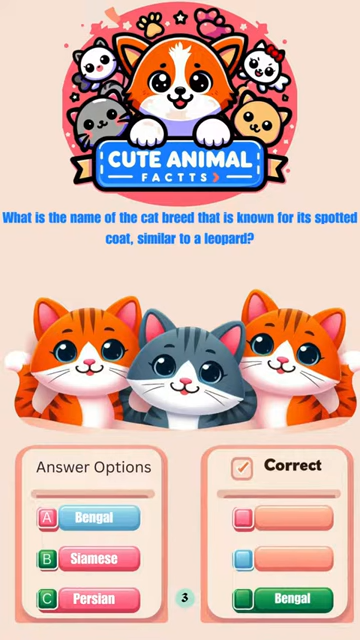 CUTE ANIMAL
FACTTS
What is the name of the cat breed that is known for its spotted
coat, similar to a leopard?
Answer Options
A Bengal
B Siamese
C Persian
3
Correct
Bengal